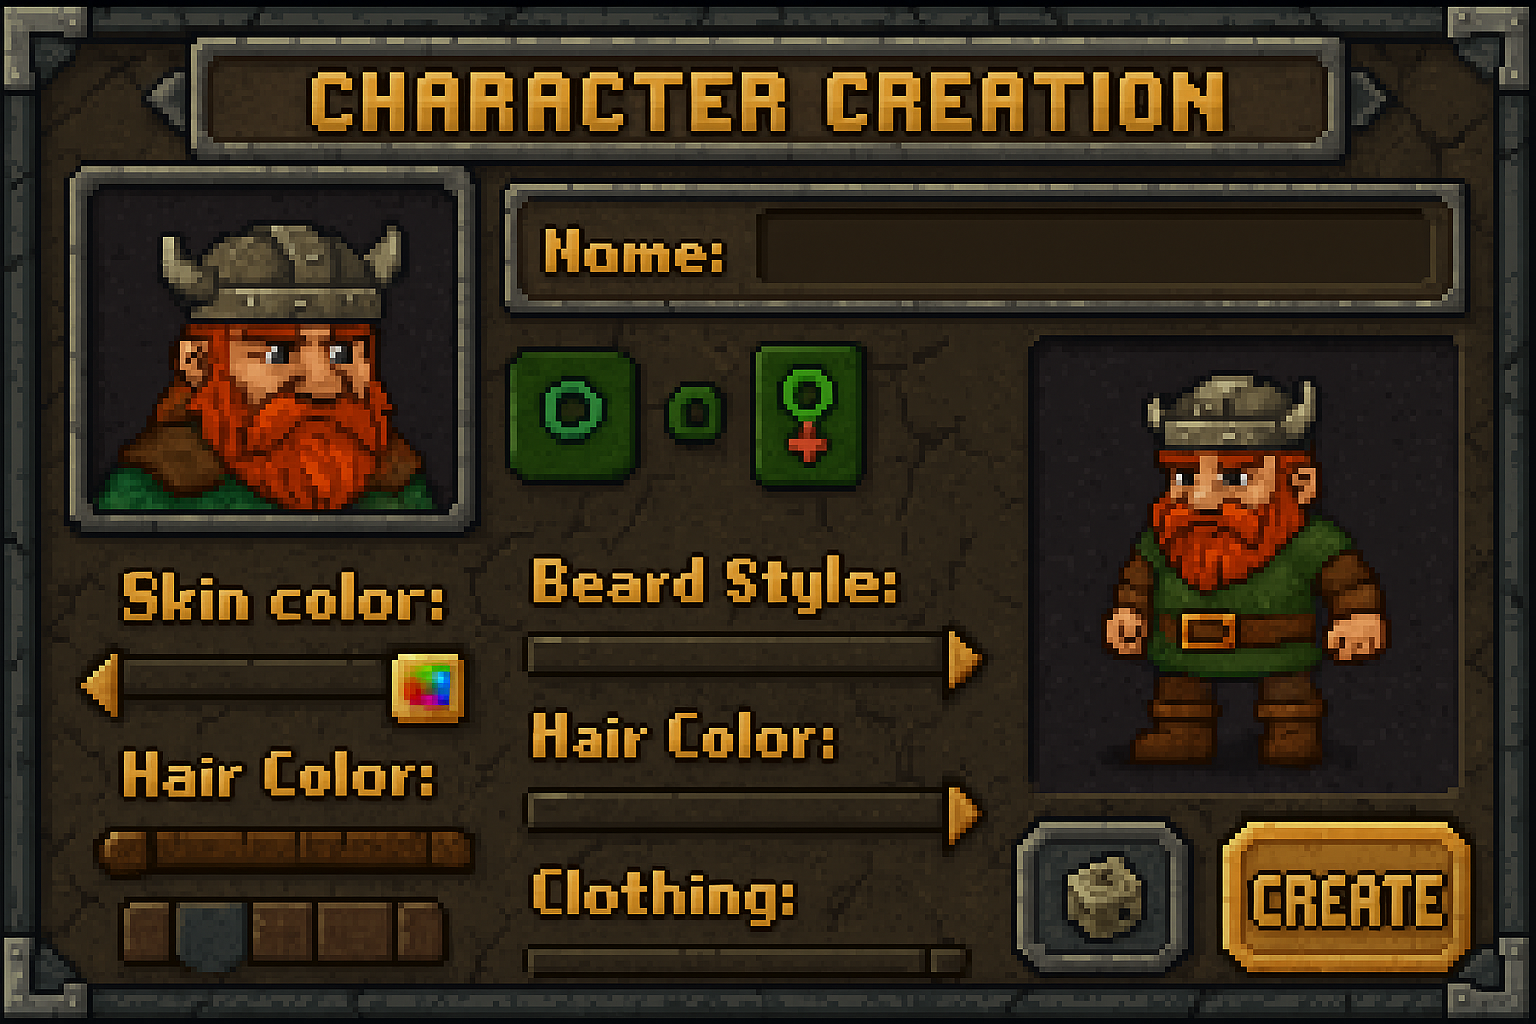 CHARACTER CREATION
Name:
Skin color:
Hair Color:
Beard Style:
Hair Color:
Clothing:
CREATE